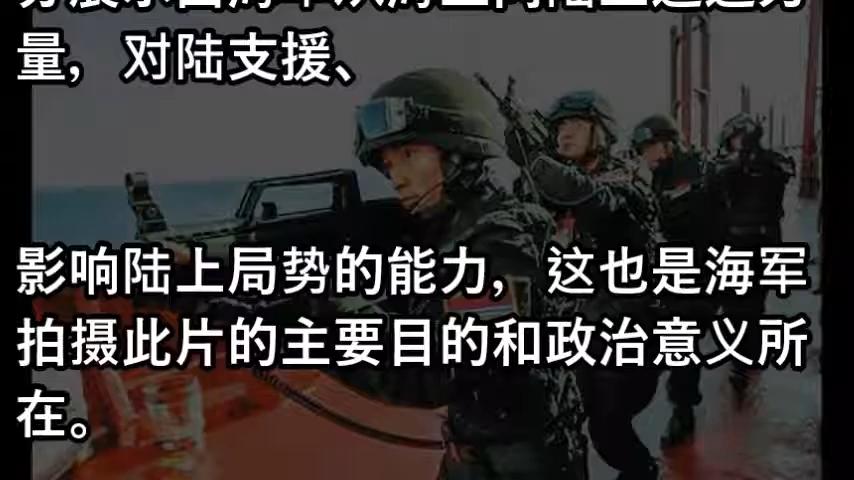 量，对陆支援、
影响陆上局势的能力，这也是海军
拍摄此片的主要目的和政治意义所
在。